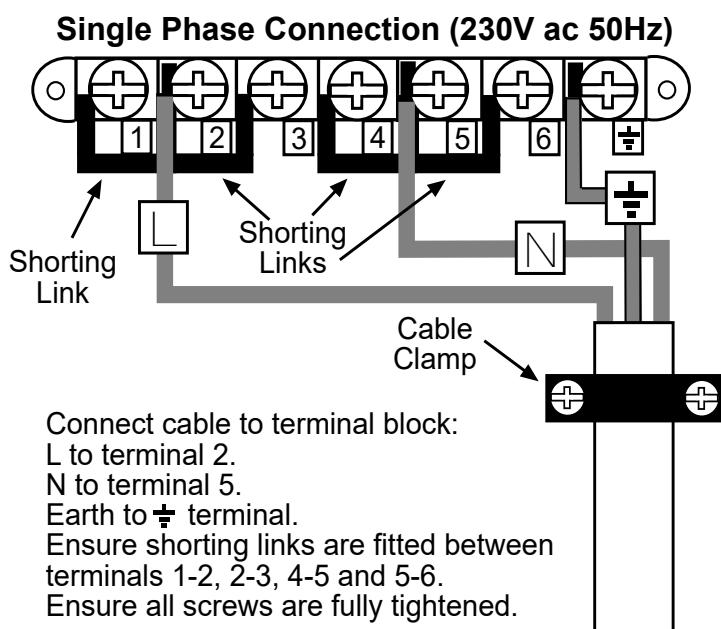 Single Phase Connection (230V ac 50Hz)
1 2 3 4 5 6 ⏚
L
Shorting
Link
Shorting
Links
N
⏚
Cable
Clamp
Connect cable to terminal block:
L to terminal 2.
N to terminal 5.
Earth to ⏚ terminal.
Ensure shorting links are fitted between
terminals 1-2, 2-3, 4-5 and 5-6.
Ensure all screws are fully tightened.